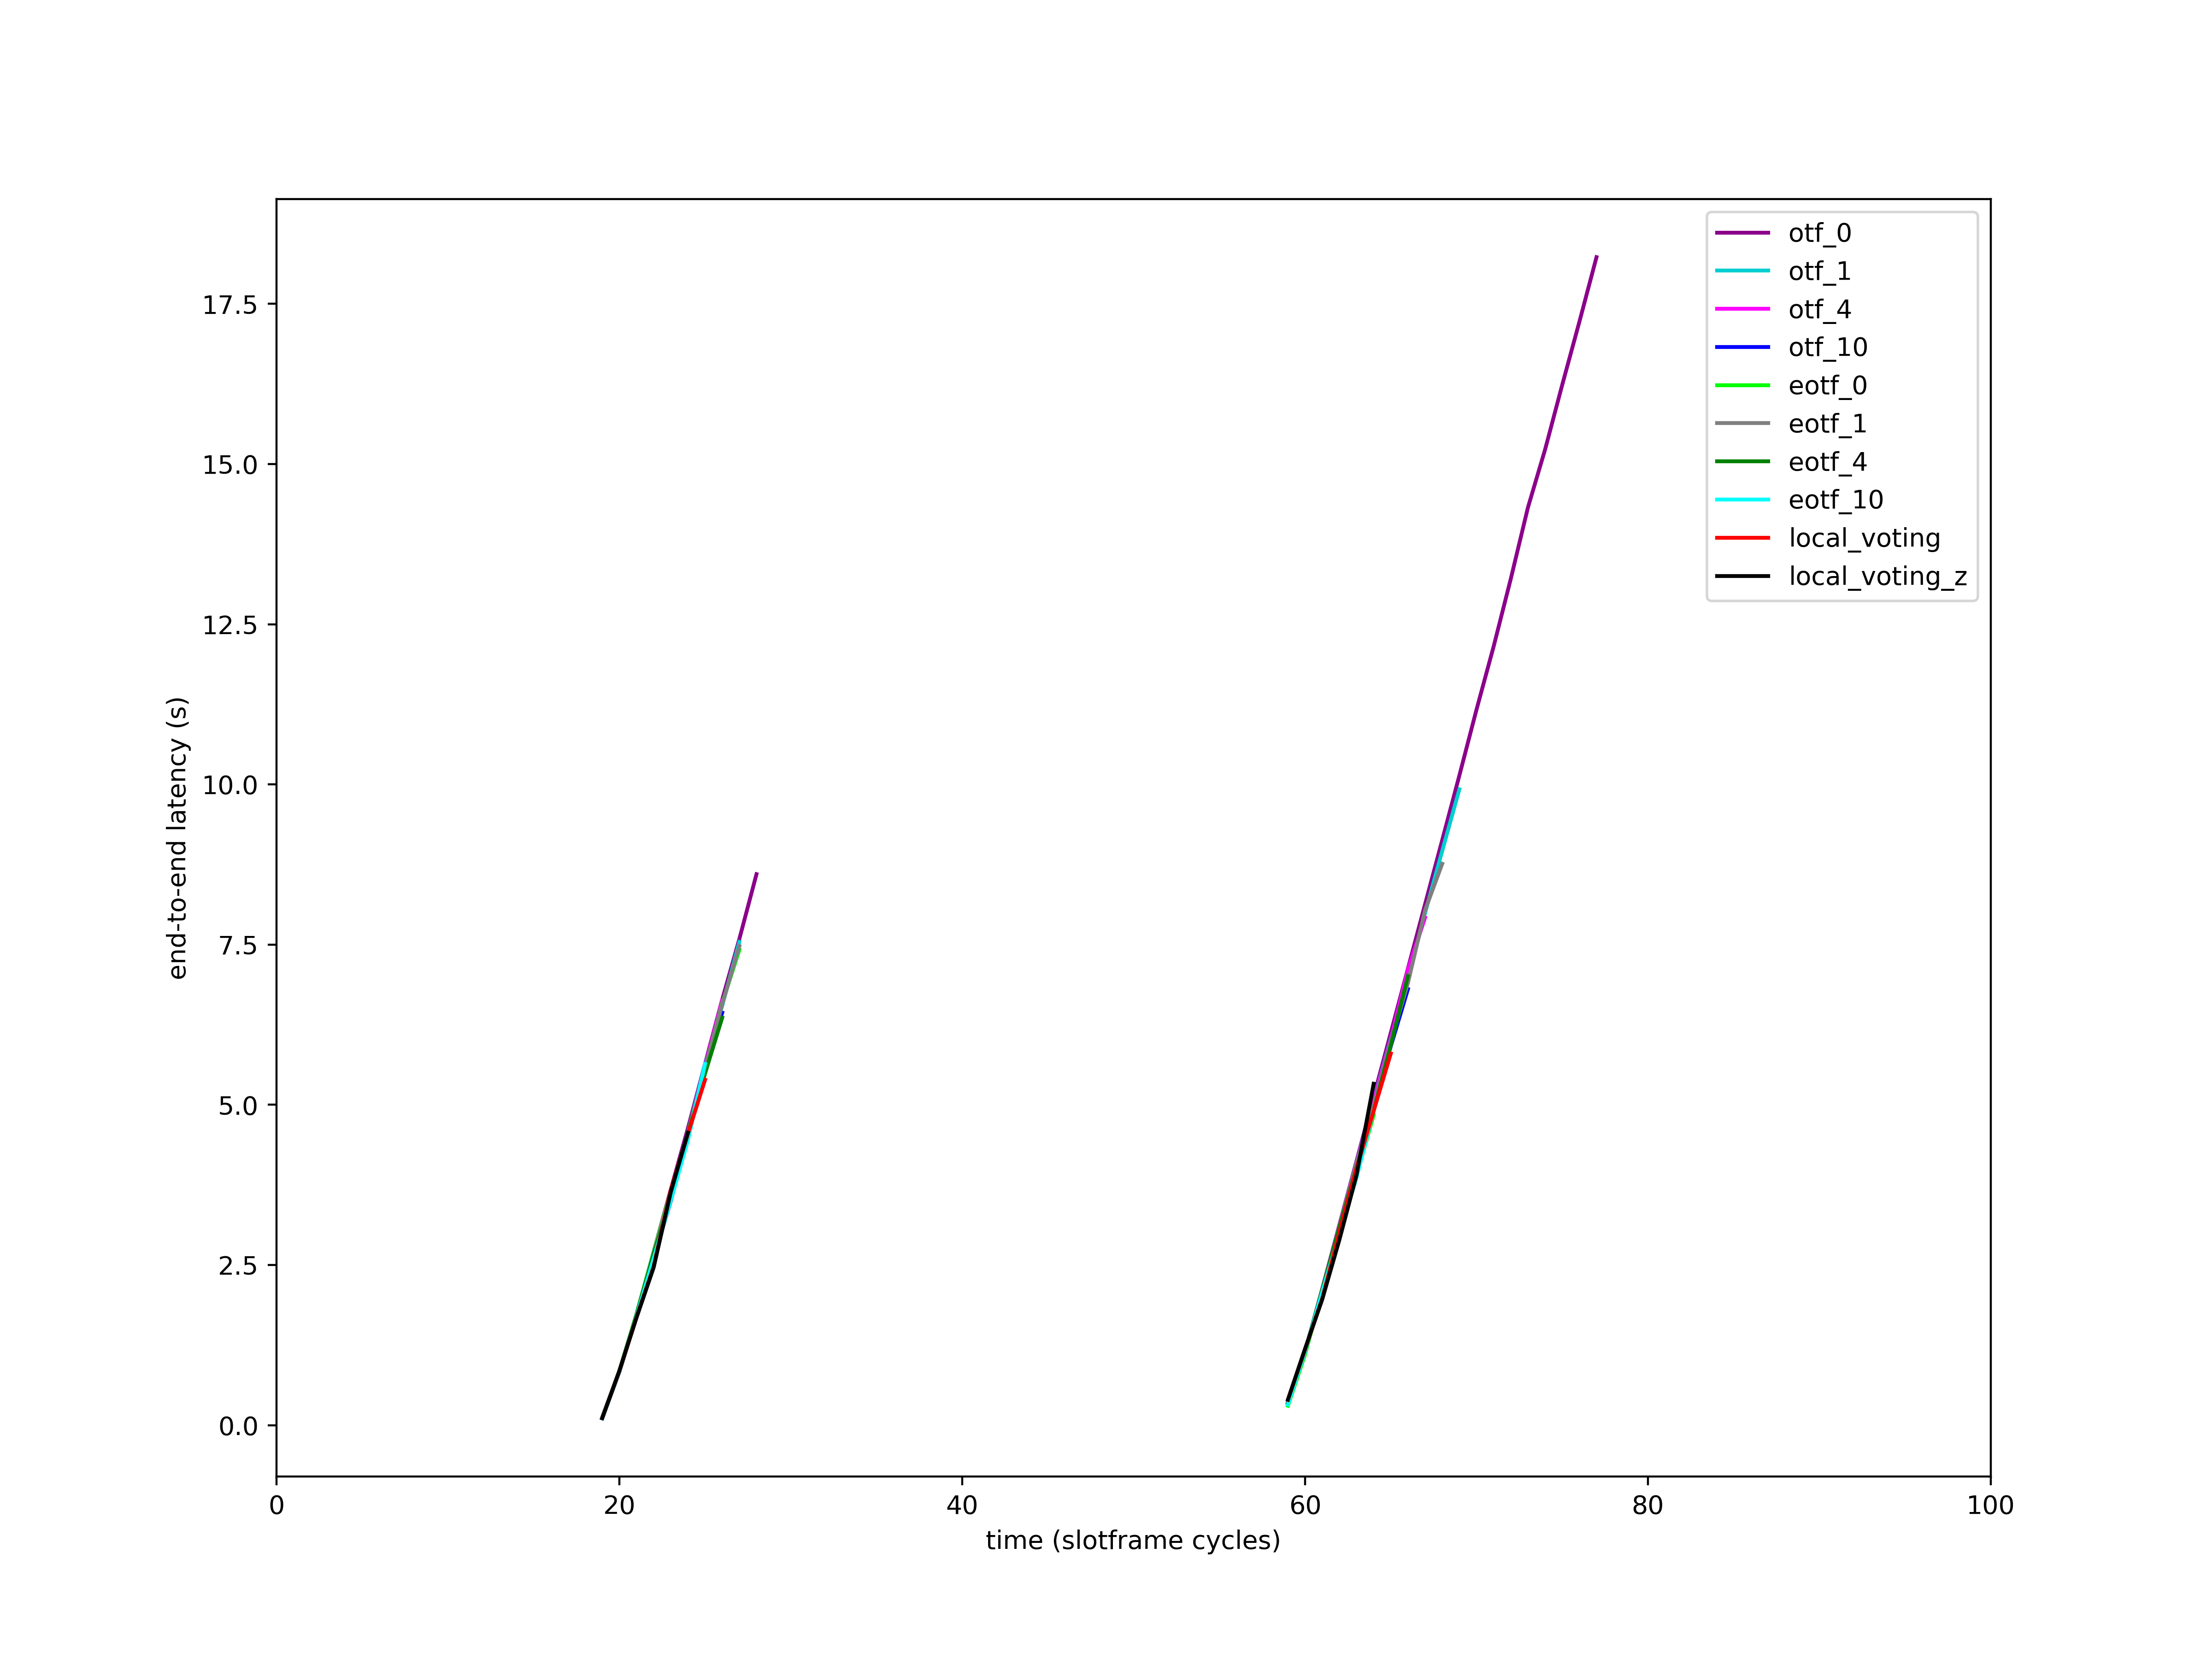 otf_0
otf_1
otf_4
otf_10
eotf_0
eotf_1
eotf_4
eotf_10
local_voting
local_voting_z
17.5
15.0
12.5
10.0
7.5
5.0
2.5
0.0
end-to-end latency (s)
0 20 40 60 80 100
time (slotframe cycles)